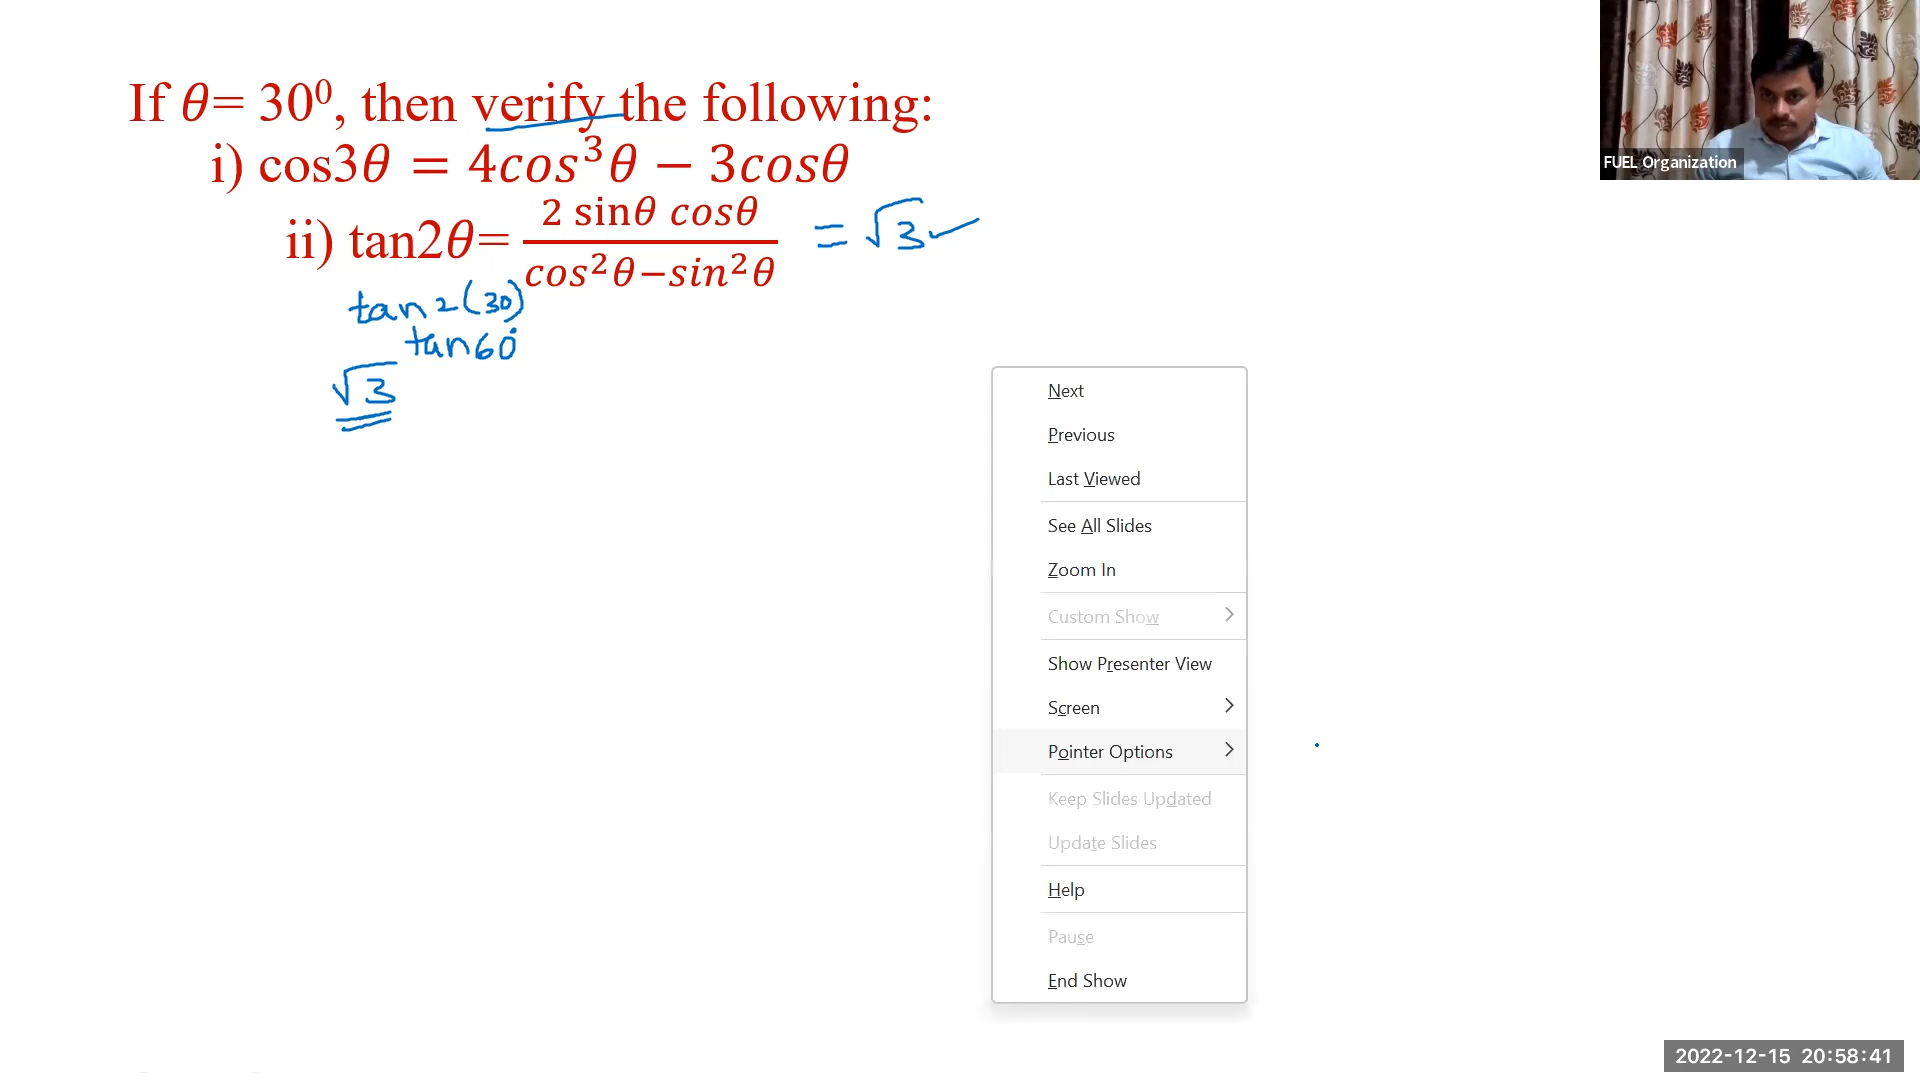 If θ= 30⁰, then verify the following:
i) cos3θ = 4cos³θ − 3cosθ
ii) tan2θ= 2 sinθ cosθ / cos²θ−sin²θ = √3
tan2(30)
tan60°
√3
FUEL Organization
Next
Previous
Last Viewed
See All Slides
Zoom In
Custom Show
Show Presenter View
Screen
Pointer Options
Keep Slides Updated
Update Slides
Help
Pause
End Show
2022-12-15 20:58:41